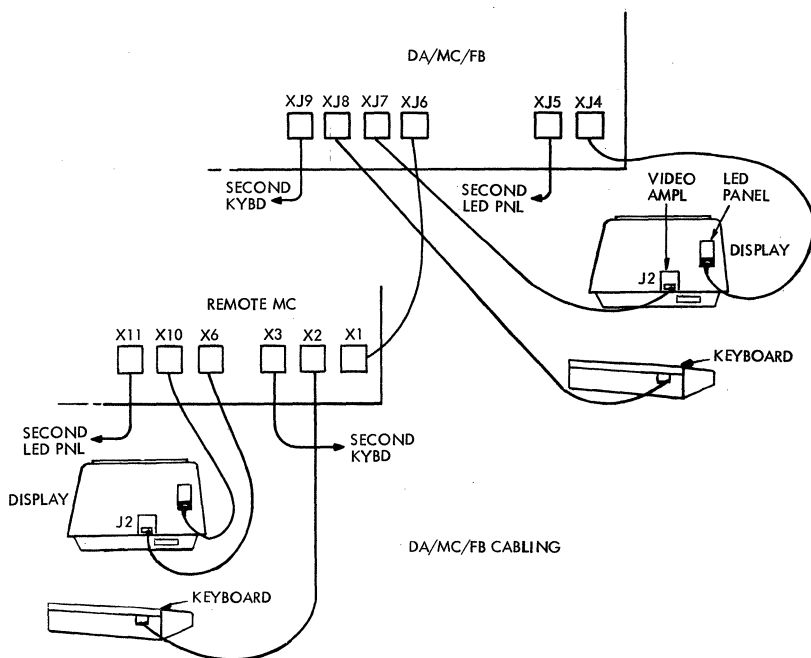 DA/MC/FB
XJ9 XJ8 XJ7 XJ6 XJ5 XJ4
SECOND
KYBD
SECOND
LED PNL
VIDEO
AMPL
LED
PANEL
DISPLAY
J2
KEYBOARD
REMOTE MC
X11 X10 X6 X3 X2 X1
SECOND
LED PNL
SECOND
KYBD
DISPLAY
J2
DA/MC/FB CABLING
KEYBOARD